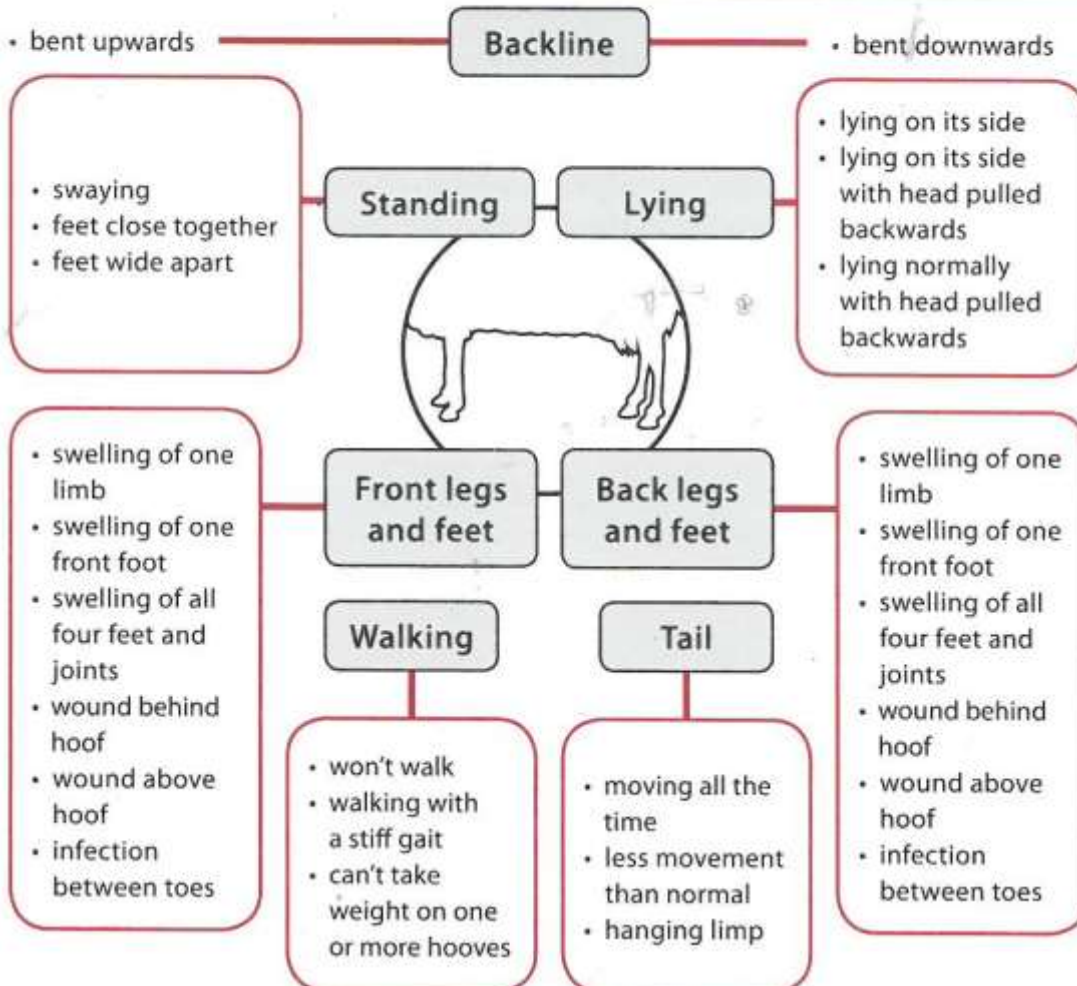 • bent upwards
Backline
• bent downwards
• swaying
• feet close together
• feet wide apart
Standing
Lying
• lying on its side
• lying on its side
with head pulled
backwards
• lying normally
with head pulled
backwards
• swelling of one
limb
• swelling of one
front foot
• swelling of all
four feet and
joints
• wound behind
hoof
• wound above
hoof
• infection
between toes
Front legs
and feet
Back legs
and feet
• swelling of one
limb
• swelling of one
front foot
• swelling of all
four feet and
joints
• wound behind
hoof
• wound above
hoof
• infection
between toes
Walking
• won't walk
• walking with
a stiff gait
• can't take
weight on one
or more hooves
Tail
• moving all the
time
• less movement
than normal
• hanging limp